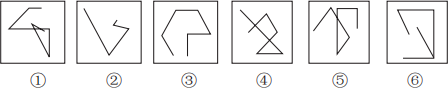 ① ② ③ ④ ⑤ ⑥